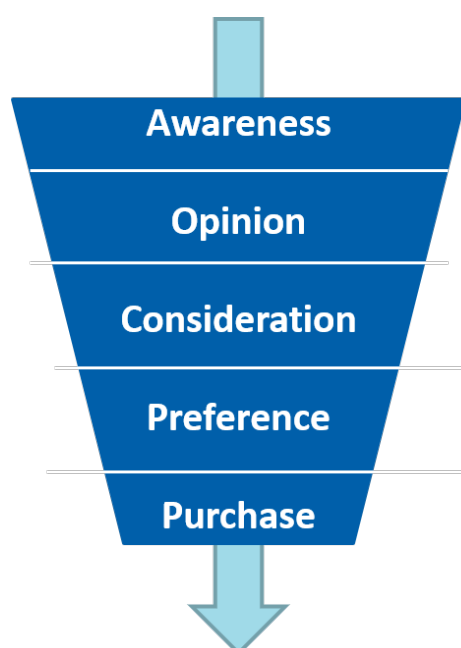 Awareness
Opinion
Consideration
Preference
Purchase